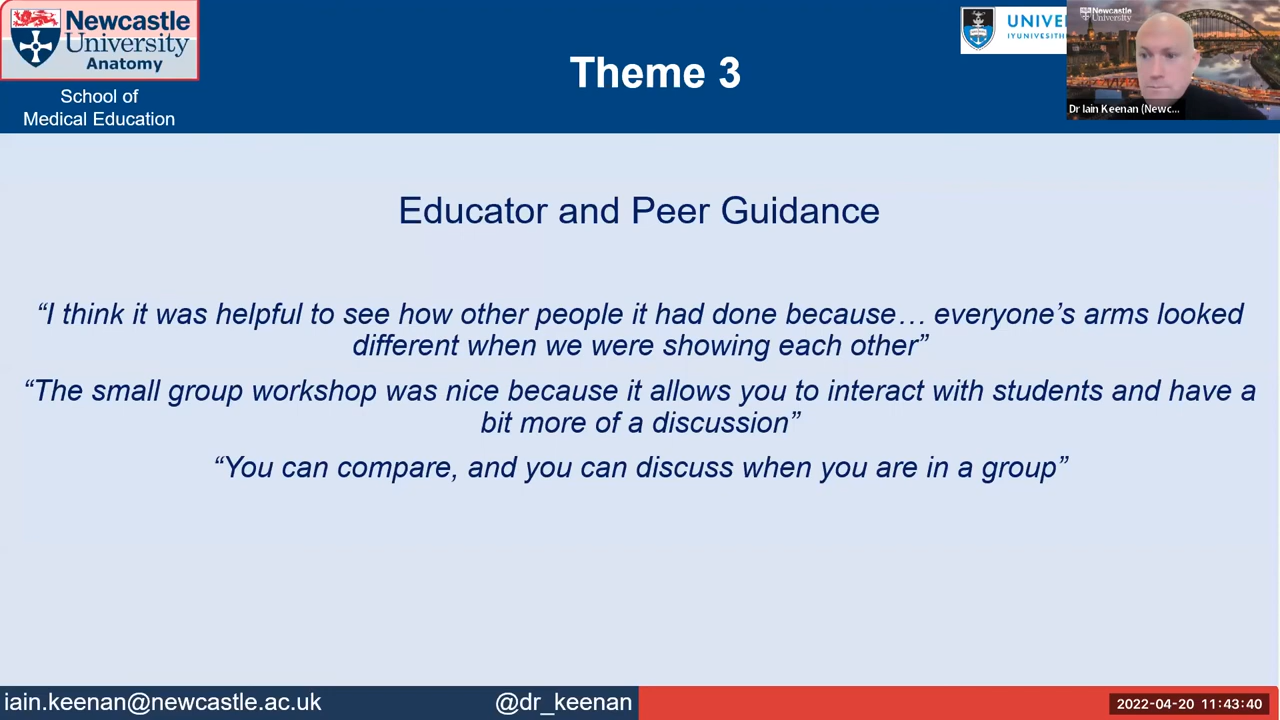 Newcastle
University
Anatomy
School of
Medical Education
Theme 3
Newcastle
University
Dr Iain Keenan (Newc...
Educator and Peer Guidance
“I think it was helpful to see how other people it had done because… everyone’s arms looked
different when we were showing each other”
“The small group workshop was nice because it allows you to interact with students and have a
bit more of a discussion”
“You can compare, and you can discuss when you are in a group”
iain.keenan@newcastle.ac.uk
@dr_keenan
2022-04-20 11:43:40